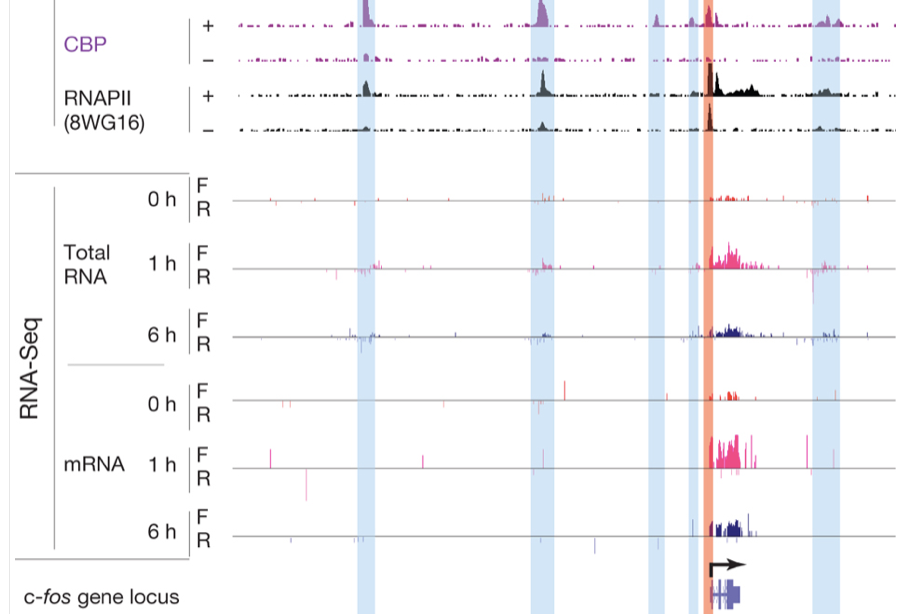 CBP
+
−
RNAPII
(8WG16)
+
−
RNA-Seq
Total
RNA
0 h
F
R
1 h
F
R
6 h
F
R
mRNA
0 h
F
R
1 h
F
R
6 h
F
R
c-fos gene locus